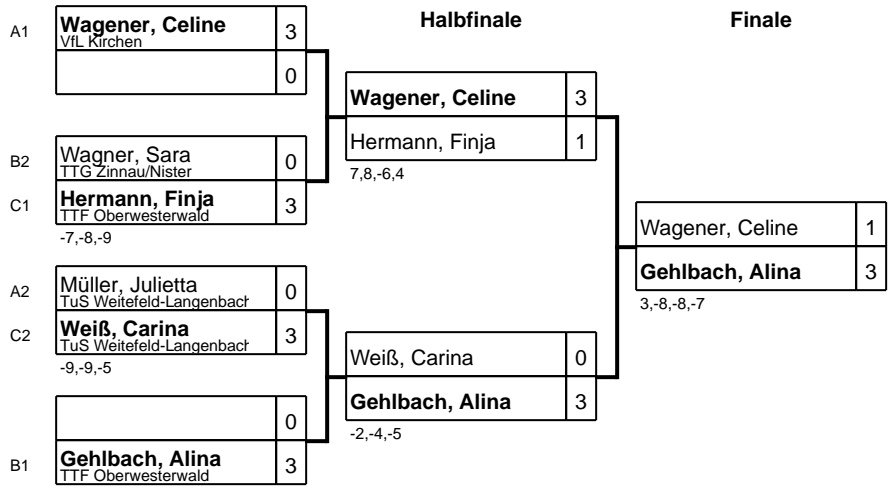 Halbfinale
Finale
A1
Wagener, Celine
3
VfL Kirchen
0
B2
Wagner, Sara
0
TTG Zinnau/Nister
C1
Hermann, Finja
3
TTF Oberwesterwald
-7,-8,-9
A2
Müller, Julietta
0
TuS Weitefeld-Langenbach
C2
Weiß, Carina
3
TuS Weitefeld-Langenbach
-9,-9,-5
0
B1
Gehlbach, Alina
3
TTF Oberwesterwald
Wagener, Celine
3
Hermann, Finja
1
7,8,-6,4
Weiß, Carina
0
Gehlbach, Alina
3
-2,-4,-5
Wagener, Celine
1
Gehlbach, Alina
3
3,-8,-8,-7